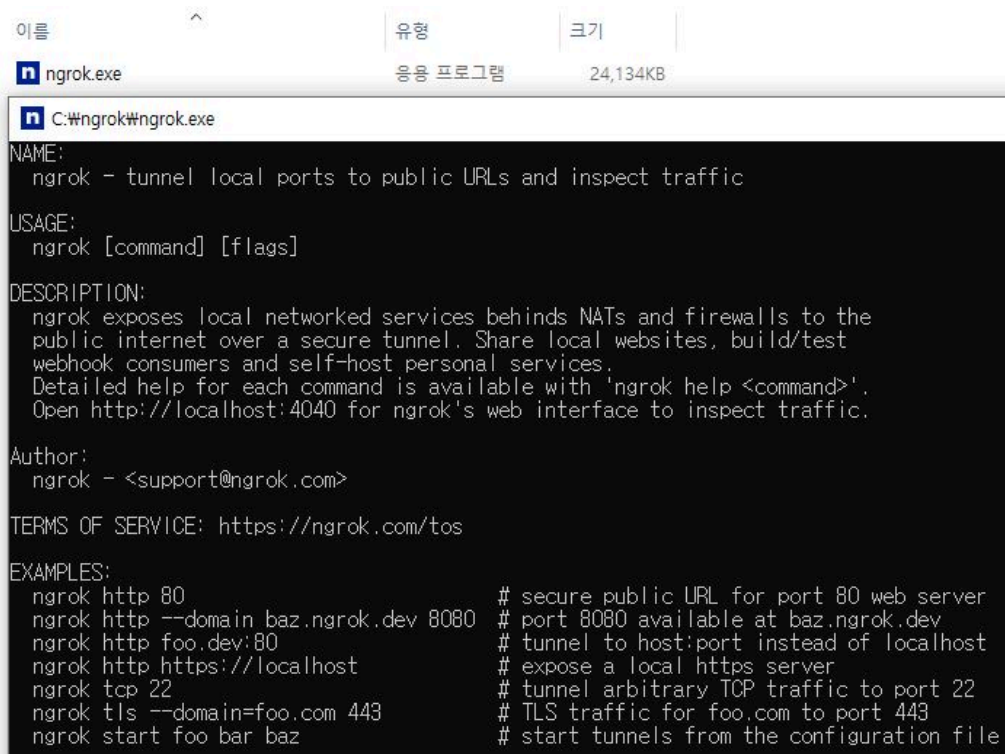 이름 유형 크기
ngrok.exe 응용 프로그램 24,134KB
C:₩ngrok₩ngrok.exe
NAME:
ngrok - tunnel local ports to public URLs and inspect traffic
USAGE:
ngrok [command] [flags]
DESCRIPTION:
ngrok exposes local networked services behinds NATs and firewalls to the
public internet over a secure tunnel. Share local websites, build/test
webhook consumers and self-host personal services.
Detailed help for each command is available with 'ngrok help <command>'.
Open http://localhost:4040 for ngrok's web interface to inspect traffic.
Author:
ngrok - <support@ngrok.com>
TERMS OF SERVICE: https://ngrok.com/tos
EXAMPLES:
ngrok http 80 # secure public URL for port 80 web server
ngrok http --domain baz.ngrok.dev 8080 # port 8080 available at baz.ngrok.dev
ngrok http foo.dev:80 # tunnel to host:port instead of localhost
ngrok http https://localhost # expose a local https server
ngrok tcp 22 # tunnel arbitrary TCP traffic to port 22
ngrok tls --domain=foo.com 443 # TLS traffic for foo.com to port 443
ngrok start foo bar baz # start tunnels from the configuration file